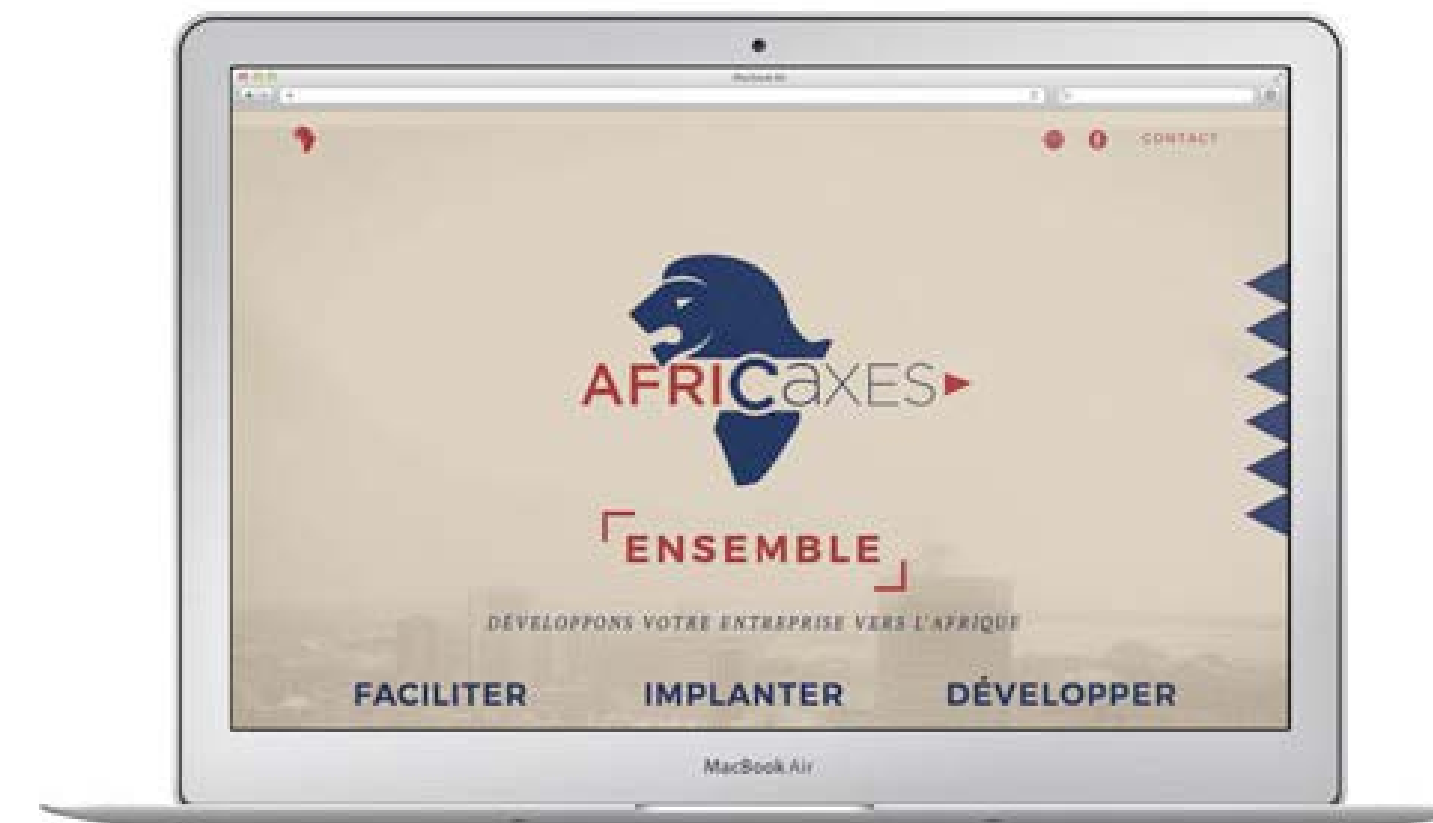 CONTACT
AFRICaXES
ENSEMBLE
DÉVELOPPONS VOTRE ENTREPRISE VERS L'AFRIQUE
FACILITER IMPLANTER DÉVELOPPER
MacBook Air